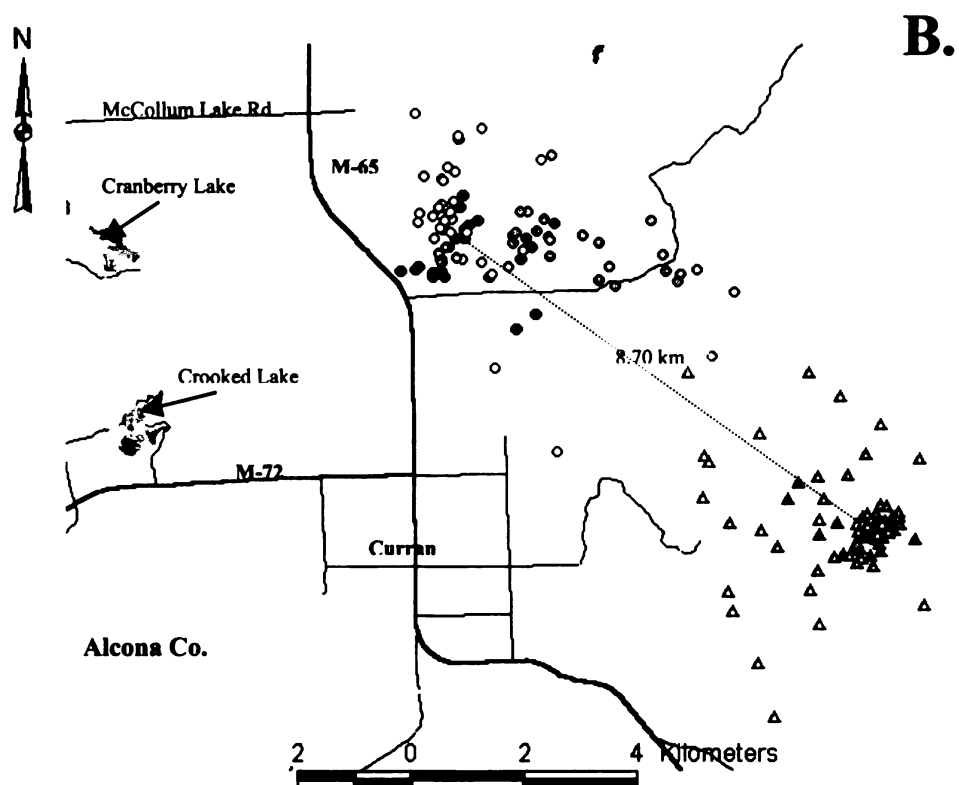 N
B.
McCollum Lake Rd
M-65
Cranberry Lake
8.70 km
Crooked Lake
M-72
Curran
Alcona Co.
2 0 2 4 Kilometers